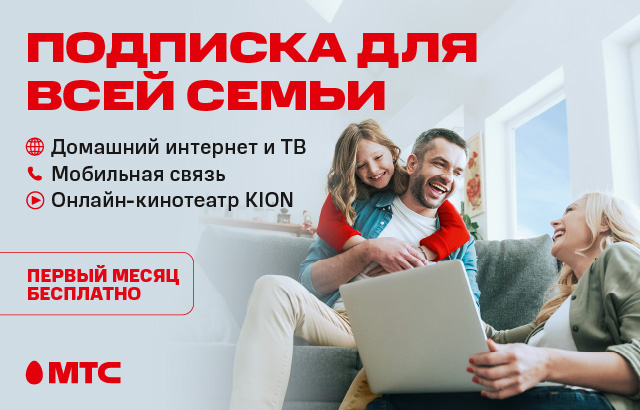 ПОДПИСКА ДЛЯ
ВСЕЙ СЕМЬИ
Домашний интернет и ТВ
Мобильная связь
Онлайн-кинотеатр KION
ПЕРВЫЙ МЕСЯЦ
БЕСПЛАТНО
МТС